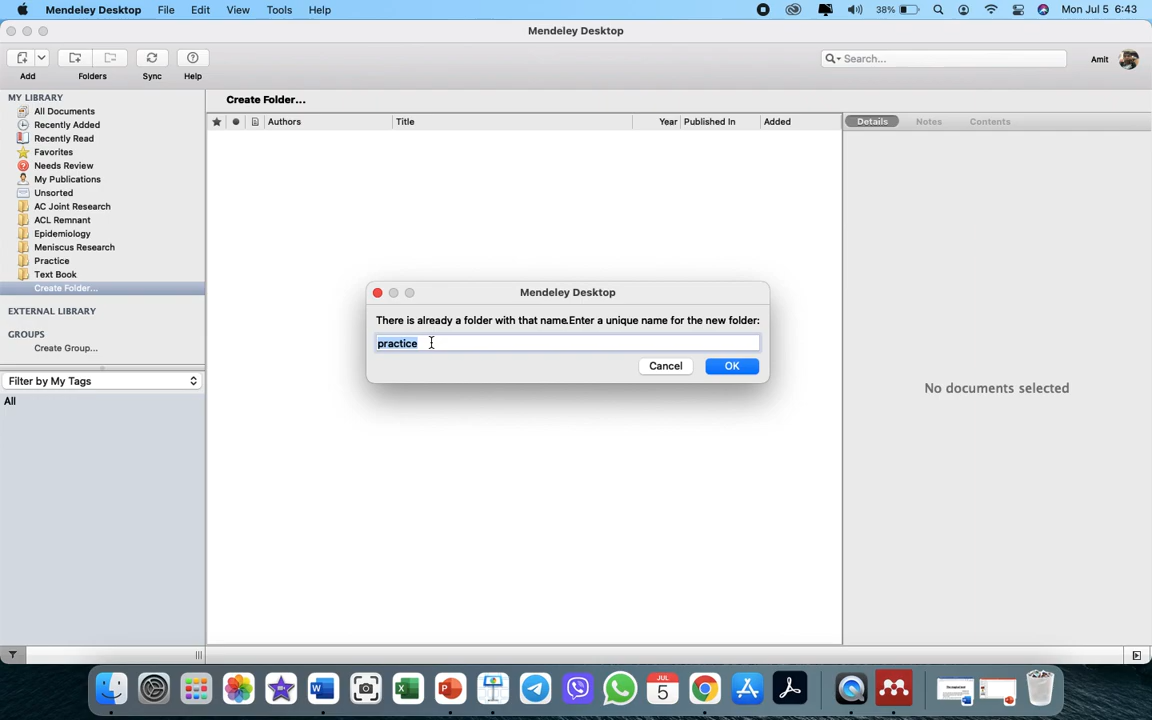 Mendeley Desktop File Edit View Tools Help 38% Mon Jul 5 6:43
Mendeley Desktop
Search...
Amit
Add Folders Sync Help
MY LIBRARY
All Documents
Recently Added
Recently Read
Favorites
Needs Review
My Publications
Unsorted
AC Joint Research
ACL Remnant
Epidemiology
Meniscus Research
Practice
Text Book
Create Folder...
EXTERNAL LIBRARY
GROUPS
Create Group...
Filter by My Tags
All
Create Folder...
Authors Title Year Published In Added
Details Notes Contents
No documents selected
Mendeley Desktop
There is already a folder with that name.Enter a unique name for the new folder:
practice
Cancel OK
JUL
5